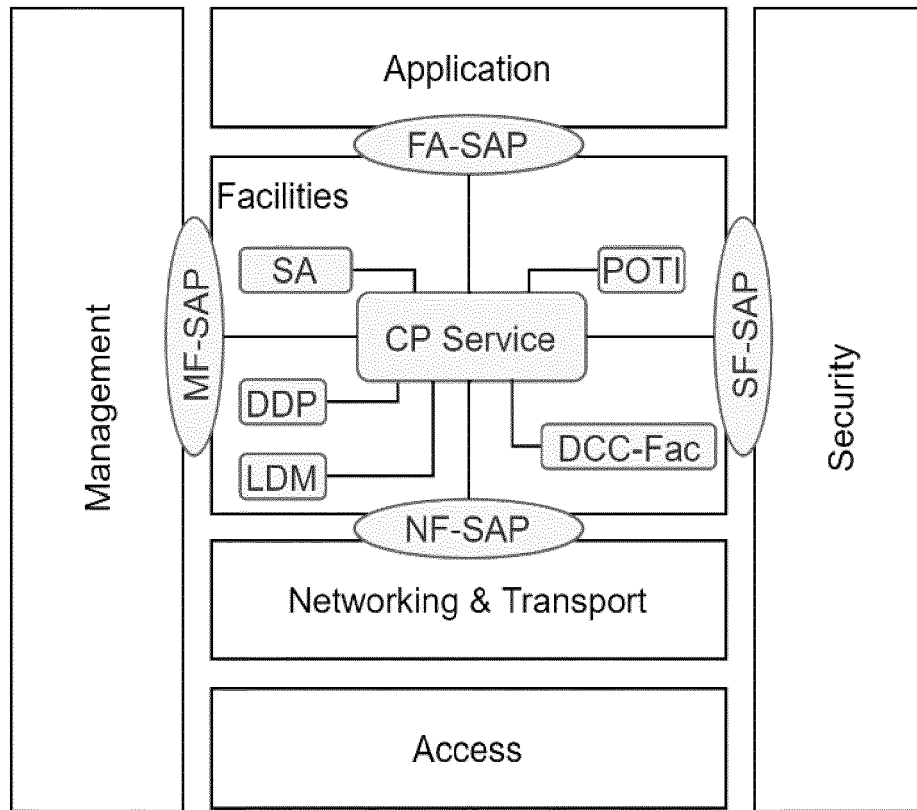 Application
FA-SAP
Facilities
SA
POTI
MF-SAP
CP Service
SF-SAP
Management
DDP
Security
DCC-Fac
LDM
NF-SAP
Networking & Transport
Access